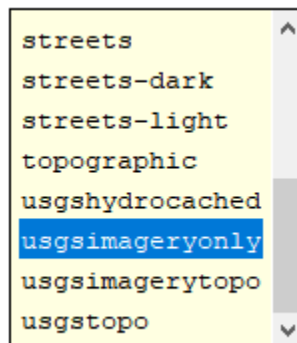 streets
streets-dark
streets-light
topographic
usgshydrocached
usgsimageryonly
usgsimagerytopo
usgstopo